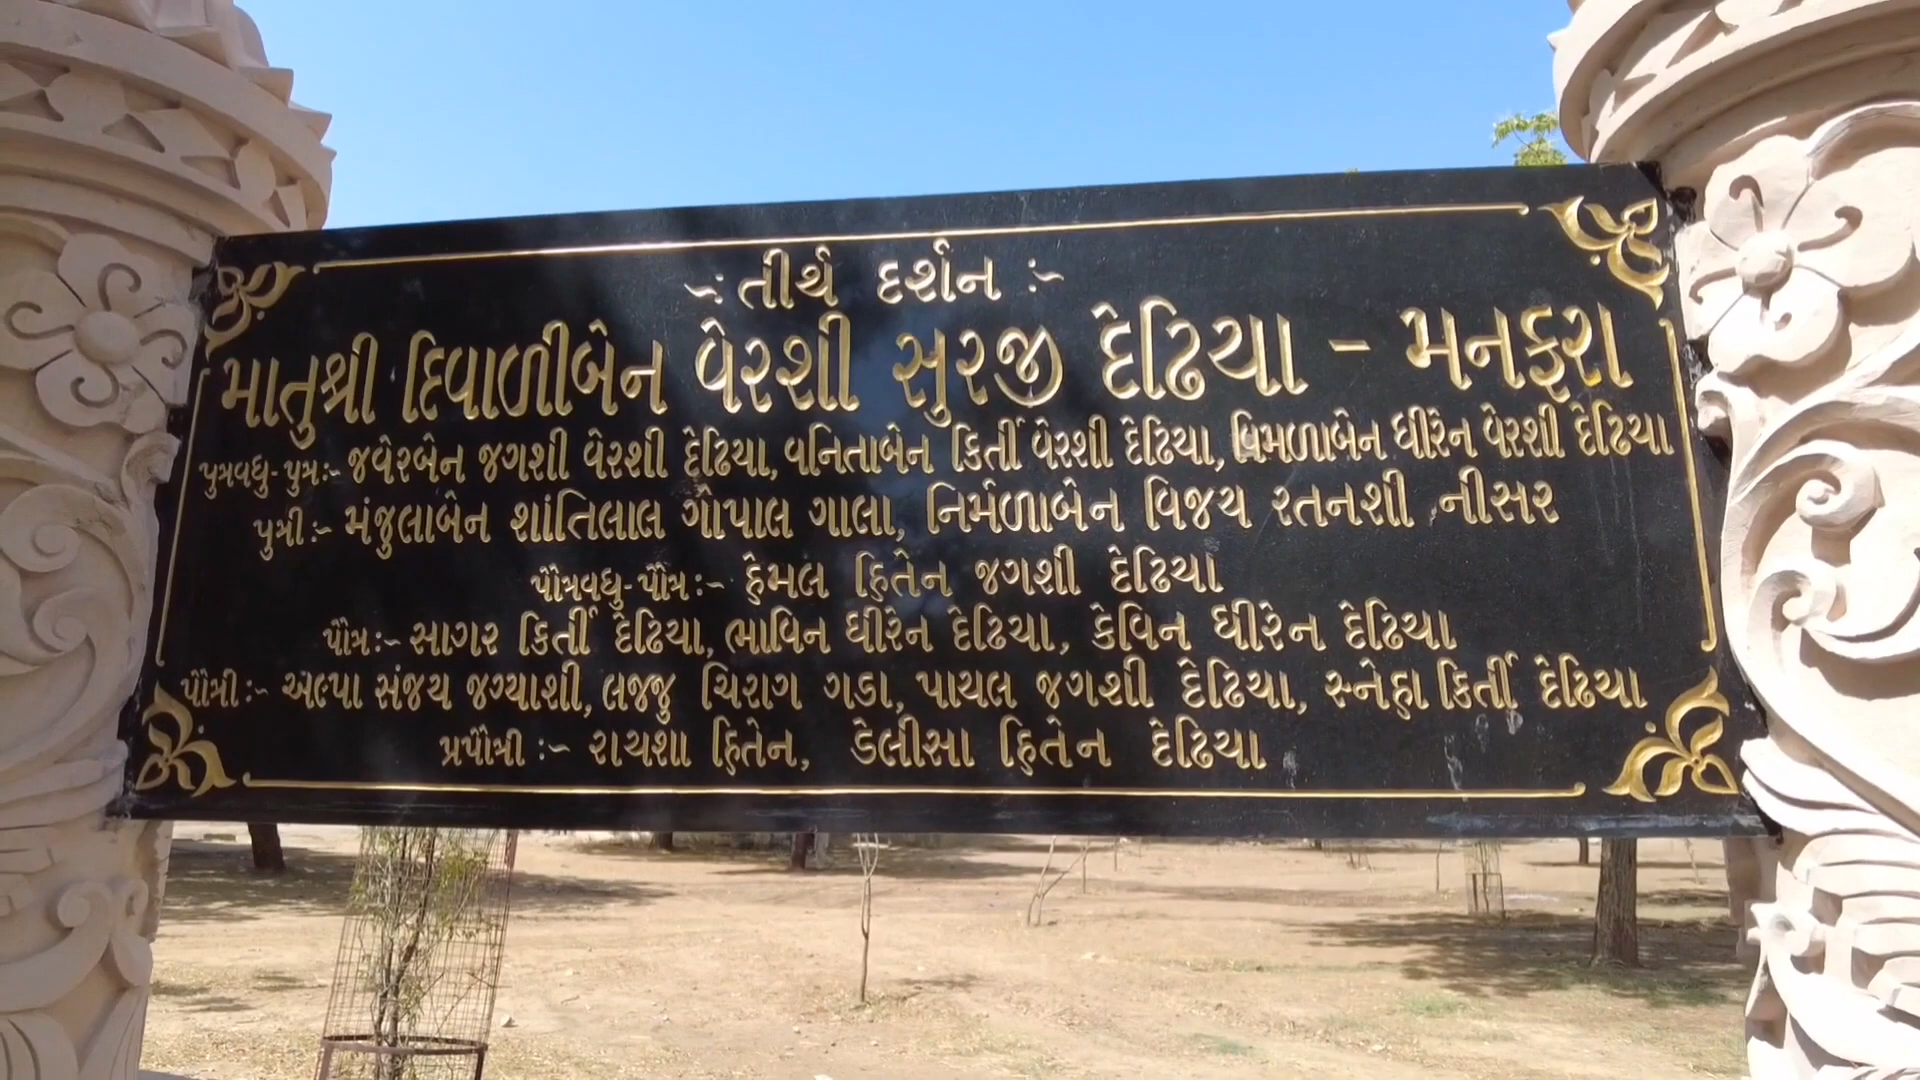 -: તીર્થ દર્શન :-
માતુશ્રી દિવાળીબેન વેરશી સુરજી દેઢિયા - મનફરા
પુત્રવધુ-પુત્ર:- જવેરબેન જગશી વેરશી દેઢિયા, વનિતાબેન કિર્તી વેરશી દેઢિયા, વિમળાબેન ધીરેન વેરશી દેઢિયા
પુત્રી:- મંજુલાબેન શાંતિલાલ ગોપાલ ગાલા, નિર્મળાબેન વિજય રતનશી નીસર
પૌત્રવધુ-પૌત્ર:- હેમલ હિતેન જગશી દેઢિયા
પૌત્ર:- સાગર કિર્તી દેઢિયા, ભાવિન ધીરેન દેઢિયા, કેવિન ધીરેન દેઢિયા
પૌત્રી:- અલ્પા સંજય જગ્યાશી, લજ્જુ ચિરાગ ગડા, પાયલ જગશી દેઢિયા, સ્નેહા કિર્તી દેઢિયા
પ્રપૌત્રી :- રાયશા હિતેન, ડેલીસા હિતેન દેઢિયા